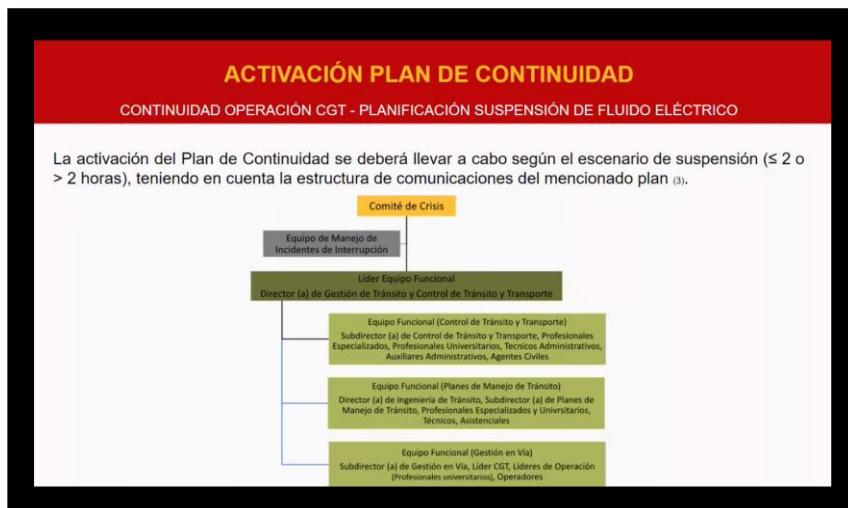 ACTIVACIÓN PLAN DE CONTINUIDAD
CONTINUIDAD OPERACIÓN CGT - PLANIFICACIÓN SUSPENSIÓN DE FLUIDO ELÉCTRICO
La activación del Plan de Continuidad se deberá llevar a cabo según el escenario de suspensión (≤ 2 o
> 2 horas), teniendo en cuenta la estructura de comunicaciones del mencionado plan (3).
Comité de Crisis
Equipo de Manejo de
Incidentes de Interrupción
Líder Equipo Funcional
Director (a) de Gestión de Tránsito y Control de Tránsito y Transporte
Equipo Funcional (Control de Tránsito y Transporte)
Subdirector (a) de Control de Tránsito y Transporte, Profesionales
Especializados, Profesionales Universitarios, Tecnicos Administrativos,
Auxiliares Administrativos, Agentes Civiles
Equipo Funcional (Planes de Manejo de Tránsito)
Director (a) de Ingeniería de Tránsito, Subdirector (a) de Planes de
Manejo de Tránsito, Profesionales Especializados y Univrsitarios,
Técnicos, Asistenciales
Equipo Funcional (Gestión en Vía)
Subdirector (a) de Gestión en Vía, Líder CGT, Líderes de Operación
(Profesionales universitarios), Operadores